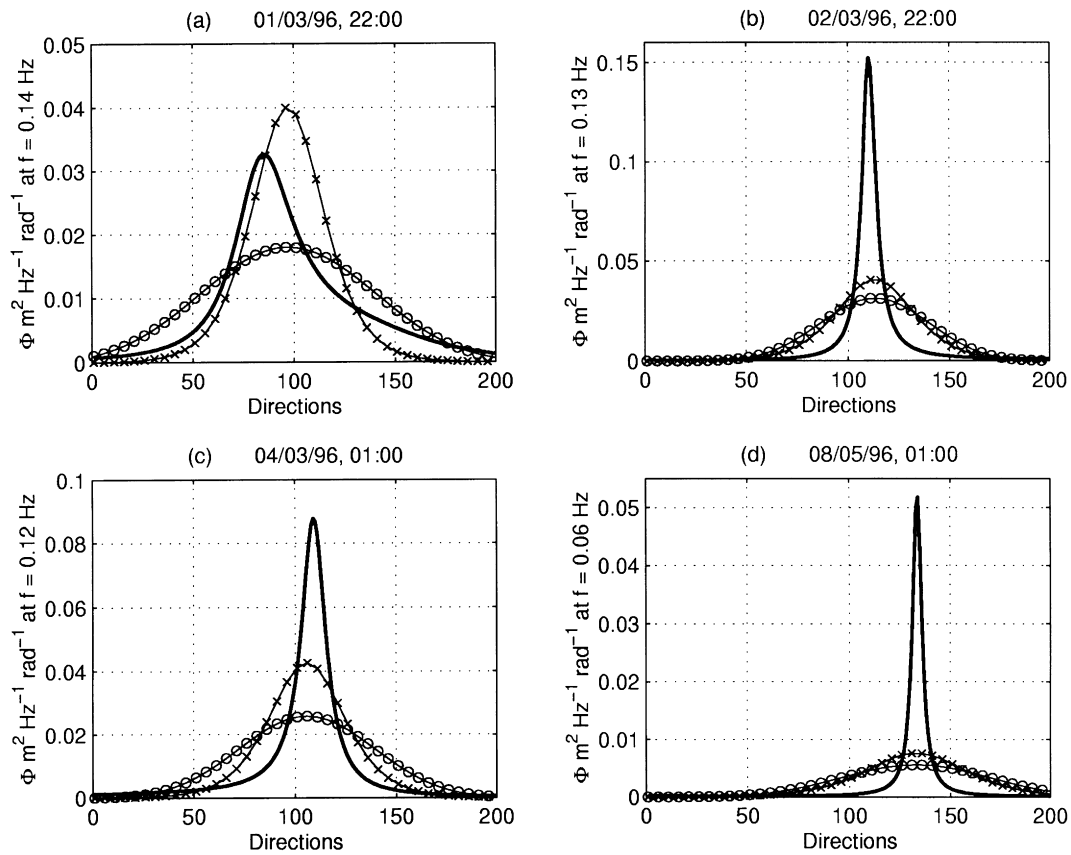 (a) 01/03/96, 22:00
0.05
0.04
0.03
0.02
0.01
0
Φ m² Hz⁻¹ rad⁻¹ at f = 0.14 Hz
0 50 100 150 200
Directions
(b) 02/03/96, 22:00
0.15
0.1
0.05
0
Φ m² Hz⁻¹ rad⁻¹ at f = 0.13 Hz
0 50 100 150 200
Directions
(c) 04/03/96, 01:00
0.1
0.08
0.06
0.04
0.02
0
Φ m² Hz⁻¹ rad⁻¹ at f = 0.12 Hz
0 50 100 150 200
Directions
(d) 08/05/96, 01:00
0.05
0.04
0.03
0.02
0.01
0
Φ m² Hz⁻¹ rad⁻¹ at f = 0.06 Hz
0 50 100 150 200
Directions